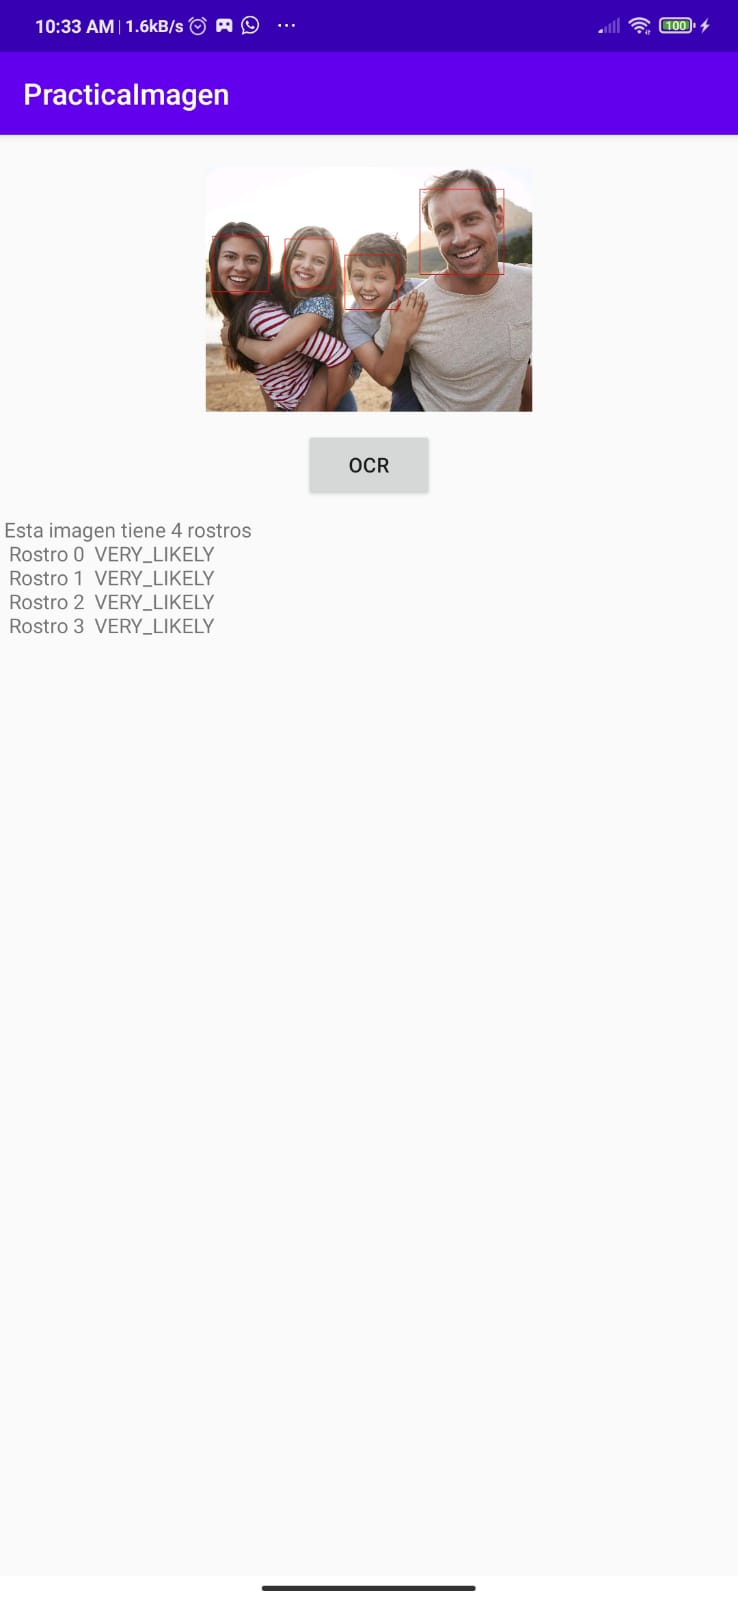 10:33 AM | 1.6kB/s ...
100
PracticaImagen
OCR
Esta imagen tiene 4 rostros
Rostro 0 VERY_LIKELY
Rostro 1 VERY_LIKELY
Rostro 2 VERY_LIKELY
Rostro 3 VERY_LIKELY